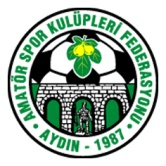 AMATÖR SPOR KULÜPLERİ FEDERASYONU
AYDIN - 1987